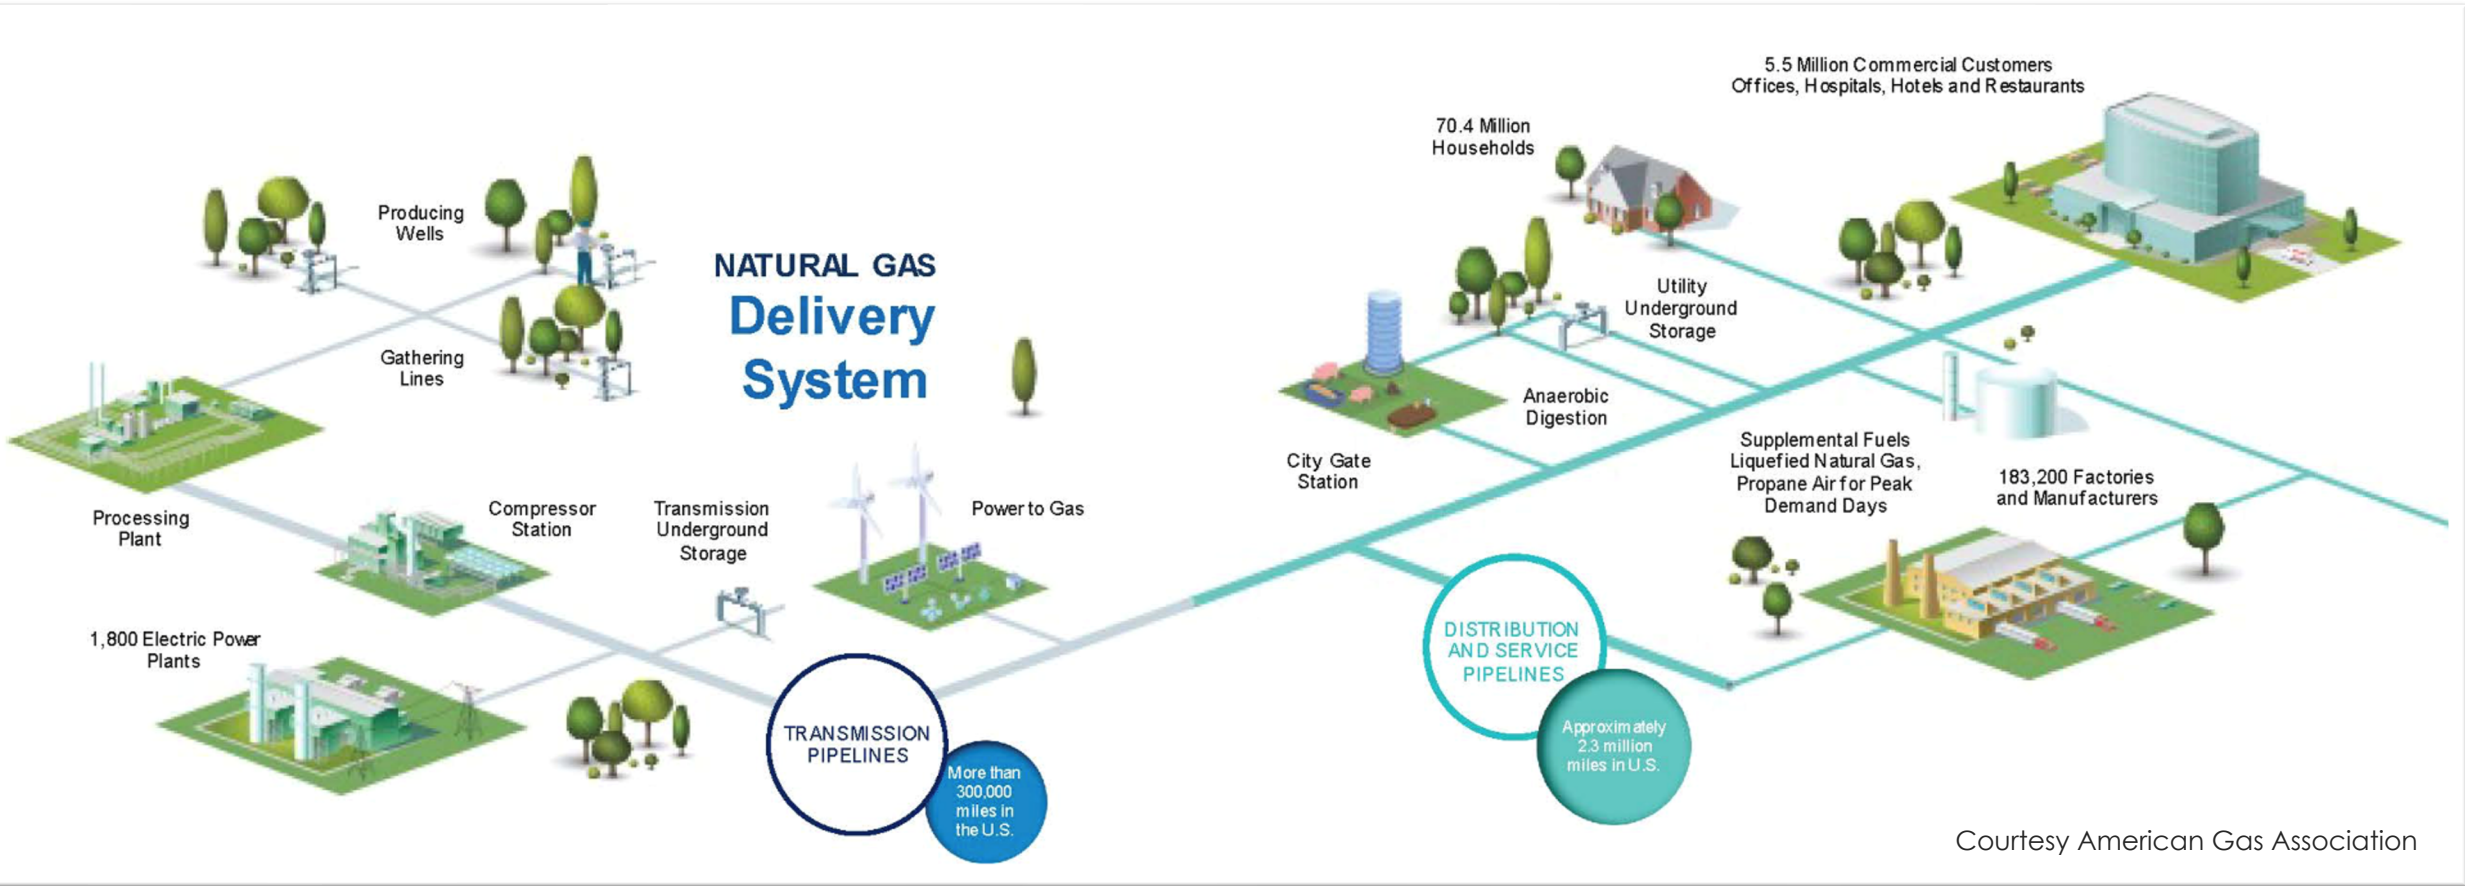 5.5 Million Commercial Customers
Offices, Hospitals, Hotels and Restaurants
70.4 Million
Households
Producing
Wells
NATURAL GAS
Delivery
System
Utility
Underground
Storage
Gathering
Lines
Anaerobic
Digestion
City Gate
Station
Supplemental Fuels
Liquefied Natural Gas,
Propane Air for Peak
Demand Days
183,200 Factories
and Manufacturers
Processing
Plant
Compressor
Station
Transmission
Underground
Storage
Power to Gas
1,800 Electric Power
Plants
TRANSMISSION
PIPELINES
More than
300,000
miles in
the U.S.
DISTRIBUTION
AND SERVICE
PIPELINES
Approximately
2.3 million
miles in U.S.
Courtesy American Gas Association